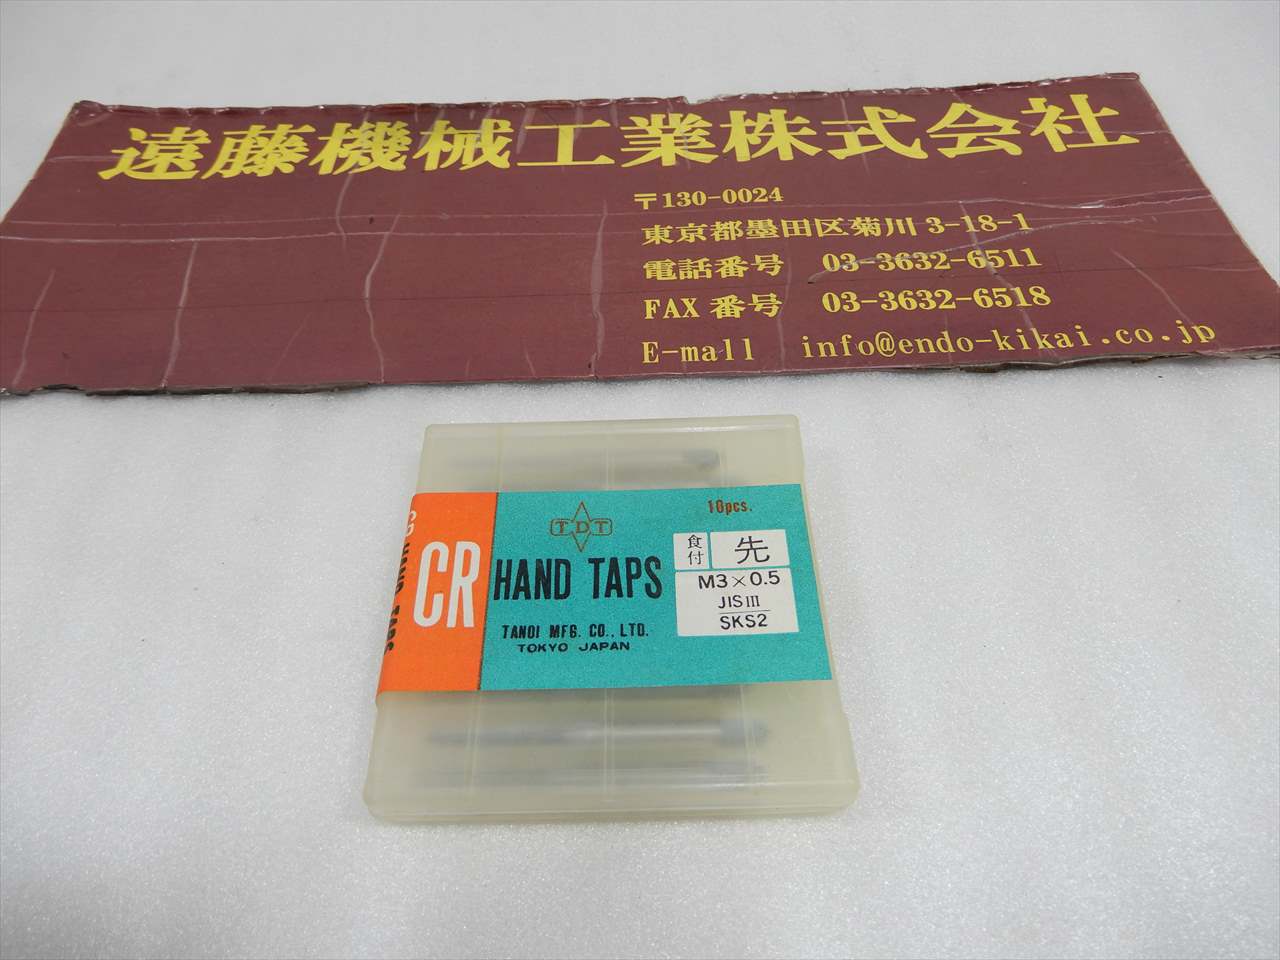 遠藤機械工業株式会社
〒130-0024
東京都墨田区菊川 3-18-1
電話番号 03-3632-6511
FAX 番号 03-3632-6518
E-mall info@endo-kikai.co.jp
10pcs.
TDT
食付 先
CR HAND TAPS
CR HAND TAPS
M3×0.5
JIS III
SKS2
TANOI MFG. CO., LTD.
TOKYO JAPAN